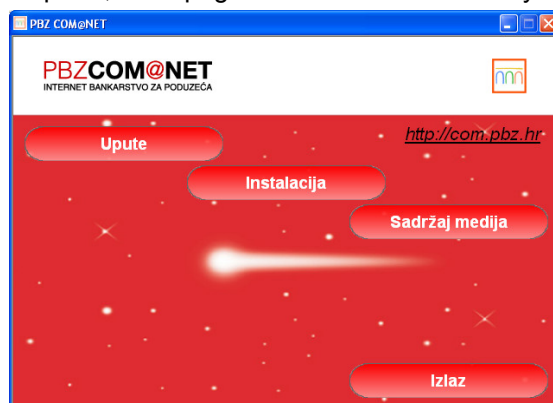 PBZ COM@NET
PBZCOM@NET
INTERNET BANKARSTVO ZA PODUZEĆA
http://com.pbz.hr
Upute
Instalacija
Sadržaj medija
Izlaz